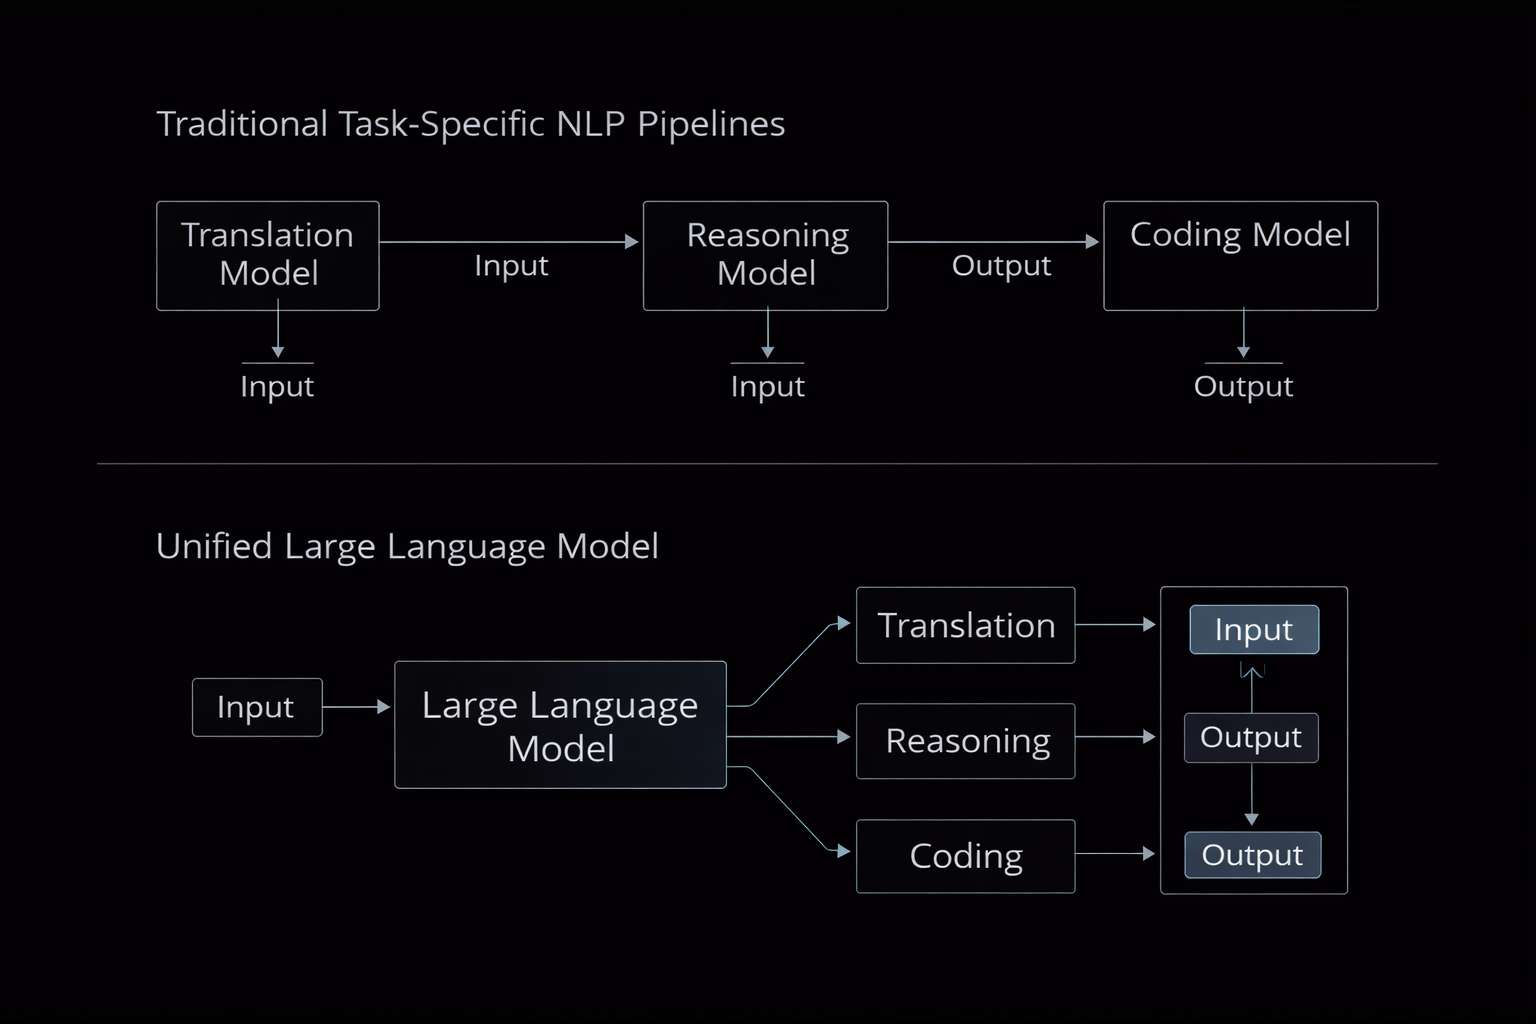 Traditional Task-Specific NLP Pipelines
Translation
Model
Input
Reasoning
Model
Output
Coding Model
Input
Input
Output
Unified Large Language Model
Input
Large Language
Model
Translation
Reasoning
Coding
Input
Output
Output